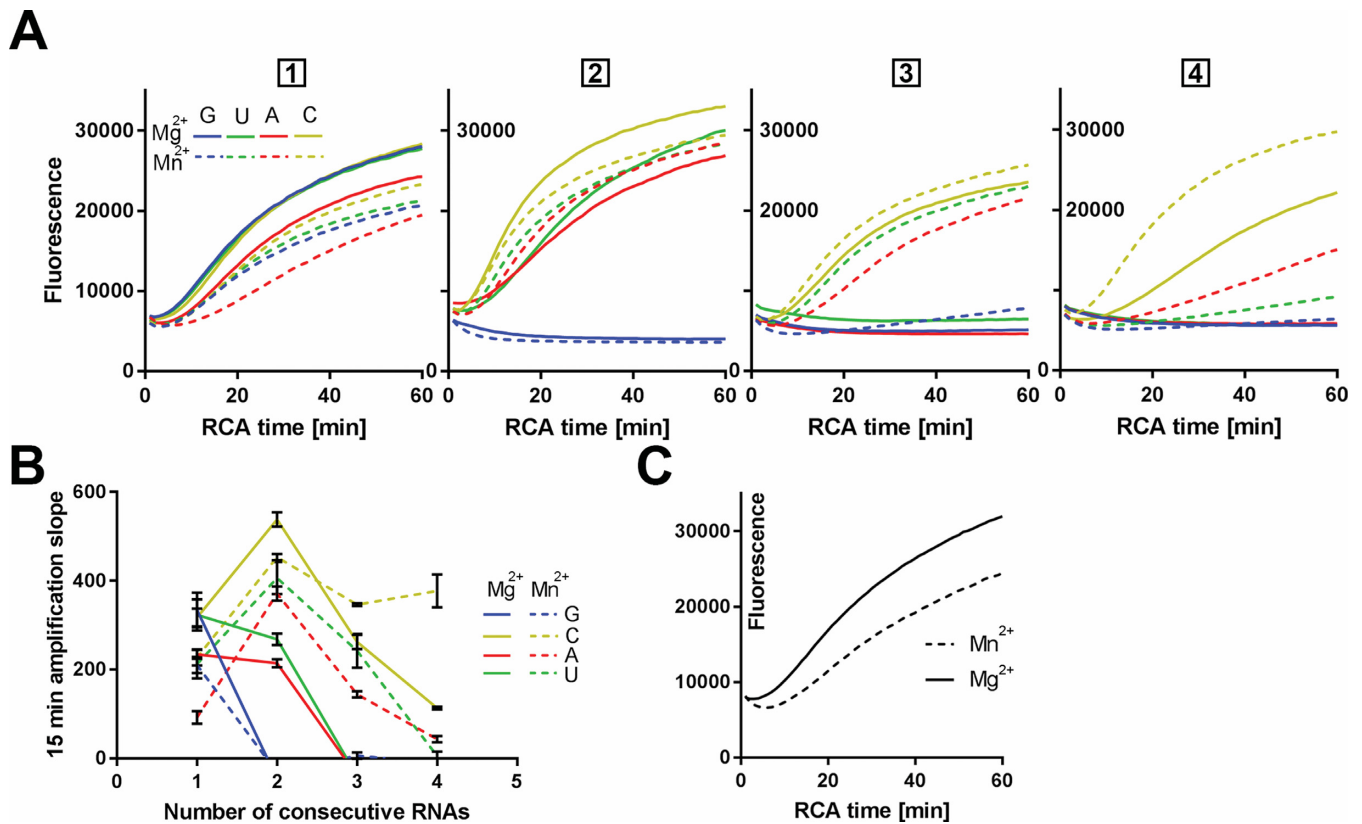 A
1 2 3 4
G U A C
Mg2+
Mn2+
30000 30000 30000 30000
20000 20000 20000
10000 10000
0 0 0 0
Fluorescence
0 20 40 60 0 20 40 60 0 20 40 60 0 20 40 60
RCA time [min] RCA time [min] RCA time [min] RCA time [min]
B
600
400
200
0
15 min amplification slope
0 1 2 3 4 5
Number of consecutive RNAs
Mg2+ Mn2+
G
C
A
U
C
Fluorescence
30000
20000
10000
0
Mn2+
Mg2+
0 20 40 60
RCA time [min]